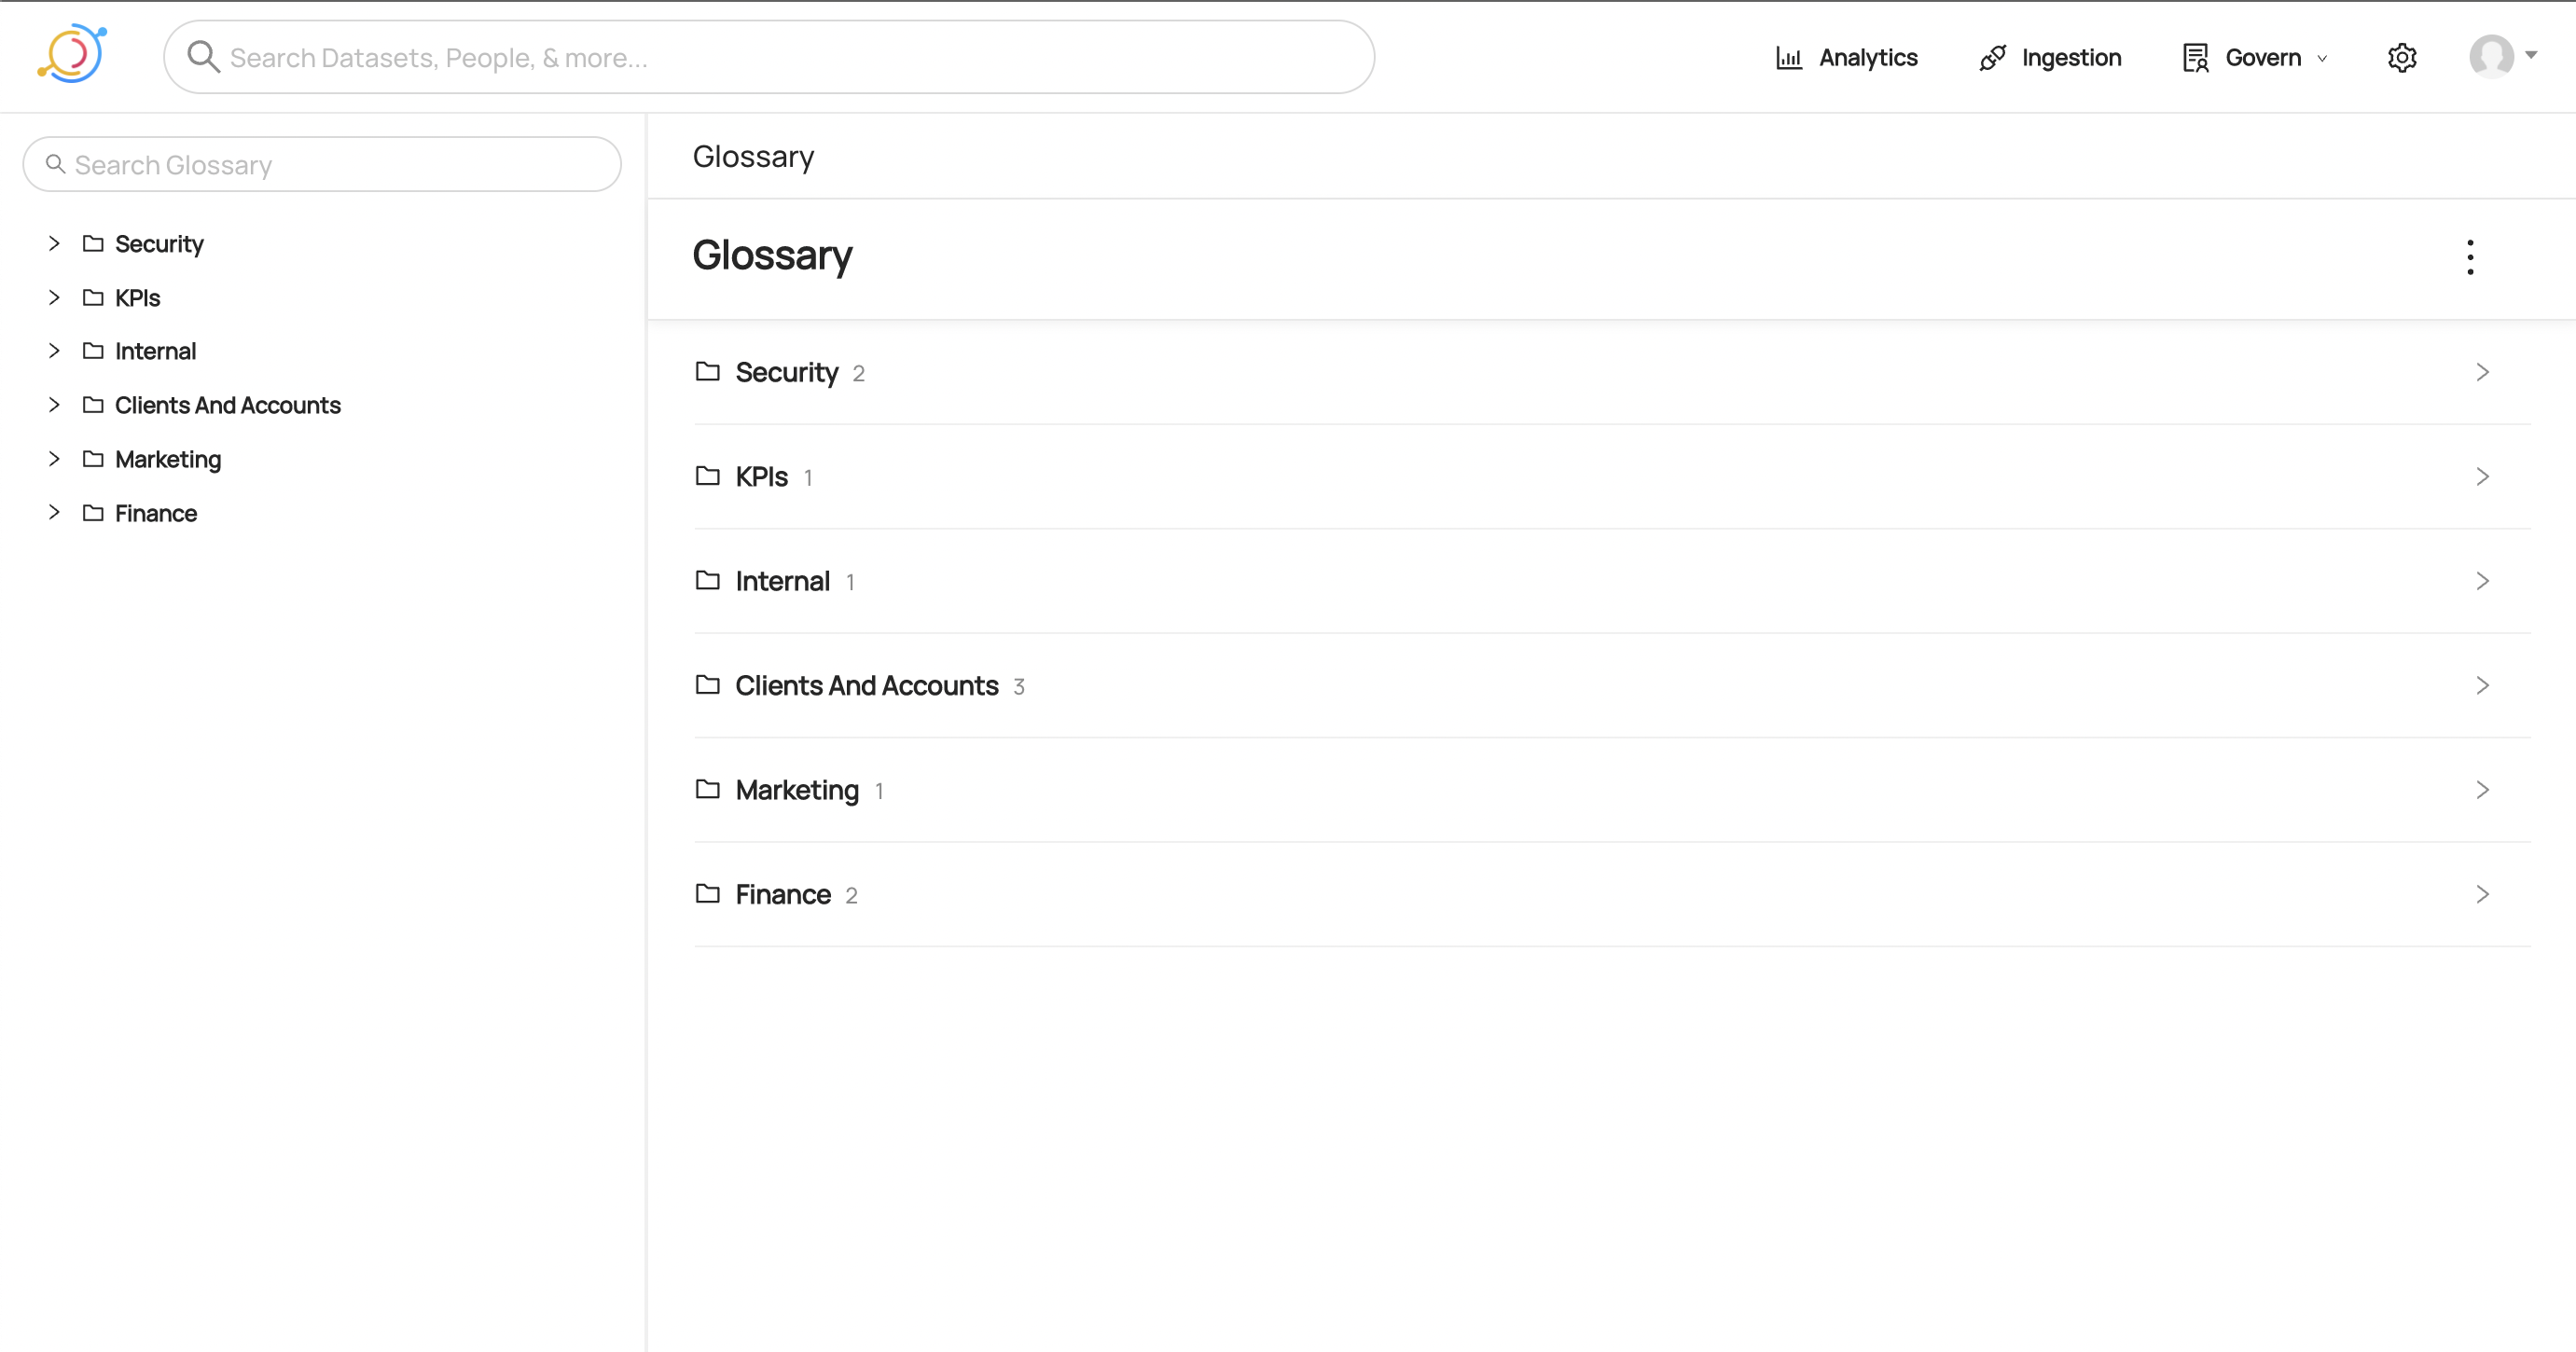 Search Datasets, People, & more...
Analytics
Ingestion
Govern
Search Glossary
Security
KPIs
Internal
Clients And Accounts
Marketing
Finance
Glossary
Glossary
Security 2
KPIs 1
Internal 1
Clients And Accounts 3
Marketing 1
Finance 2